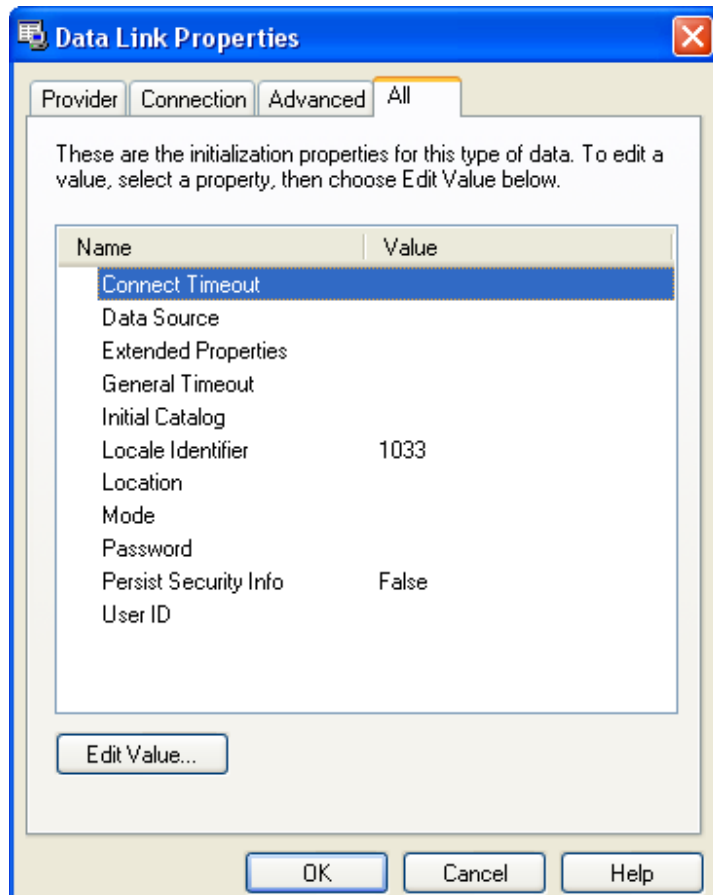 Data Link Properties
Provider Connection Advanced All
These are the initialization properties for this type of data. To edit a
value, select a property, then choose Edit Value below.
Name Value
Connect Timeout
Data Source
Extended Properties
General Timeout
Initial Catalog
Locale Identifier 1033
Location
Mode
Password
Persist Security Info False
User ID
Edit Value...
OK Cancel Help